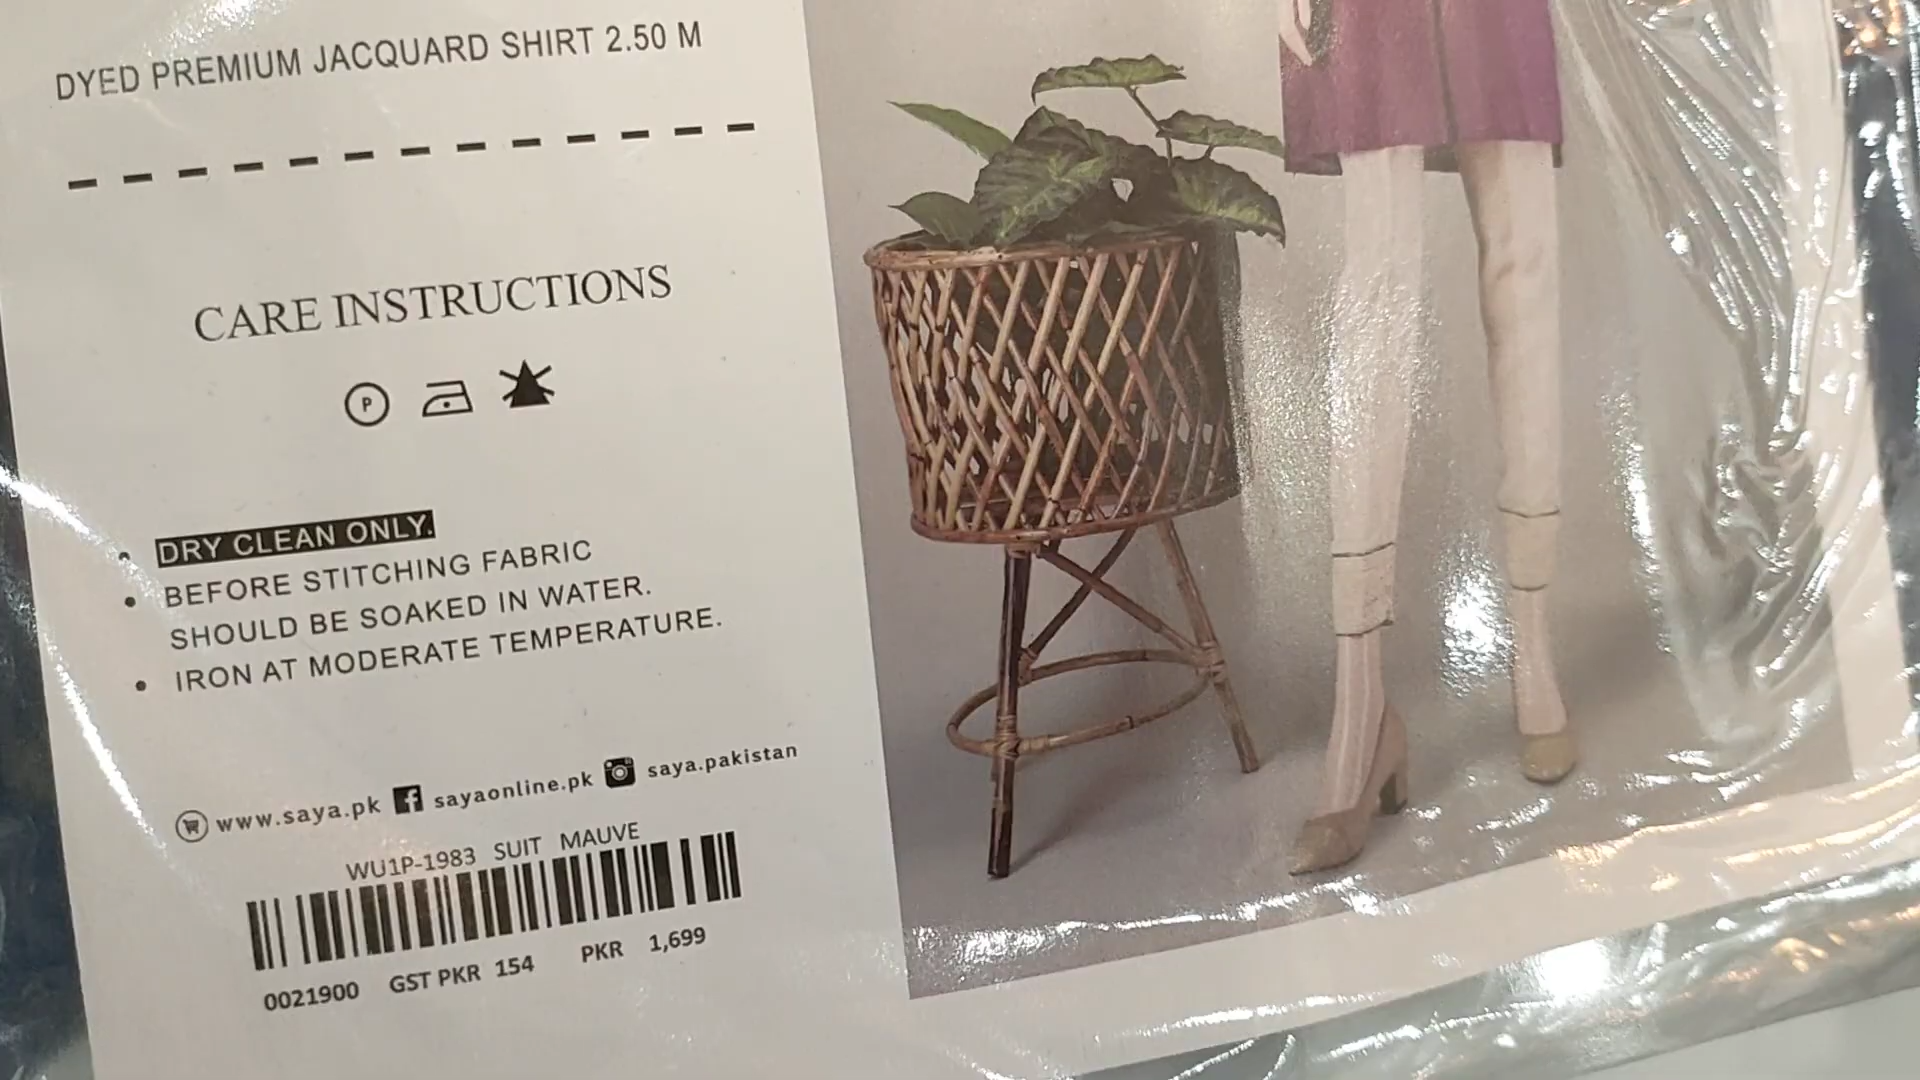 DYED PREMIUM JACQUARD SHIRT 2.50 M
CARE INSTRUCTIONS
P
DRY CLEAN ONLY.
BEFORE STITCHING FABRIC
SHOULD BE SOAKED IN WATER.
IRON AT MODERATE TEMPERATURE.
www.saya.pk sayaonline.pk saya.pakistan
WU1P-1983 SUIT MAUVE
0021900 GST PKR 154 PKR 1,699